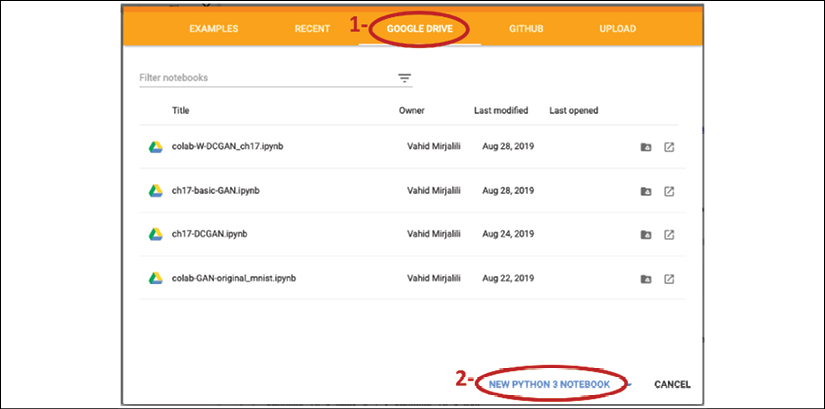 EXAMPLES RECENT 1- GOOGLE DRIVE GITHUB UPLOAD
Filter notebooks
Title Owner Last modified Last opened
colab-W-DCGAN_ch17.ipynb Vahid Mirjalili Aug 28, 2019
ch17-basic-GAN.ipynb Vahid Mirjalili Aug 28, 2019
ch17-DCGAN.ipynb Vahid Mirjalili Aug 24, 2019
colab-GAN-original_mnist.ipynb Vahid Mirjalili Aug 22, 2019
2- NEW PYTHON 3 NOTEBOOK CANCEL